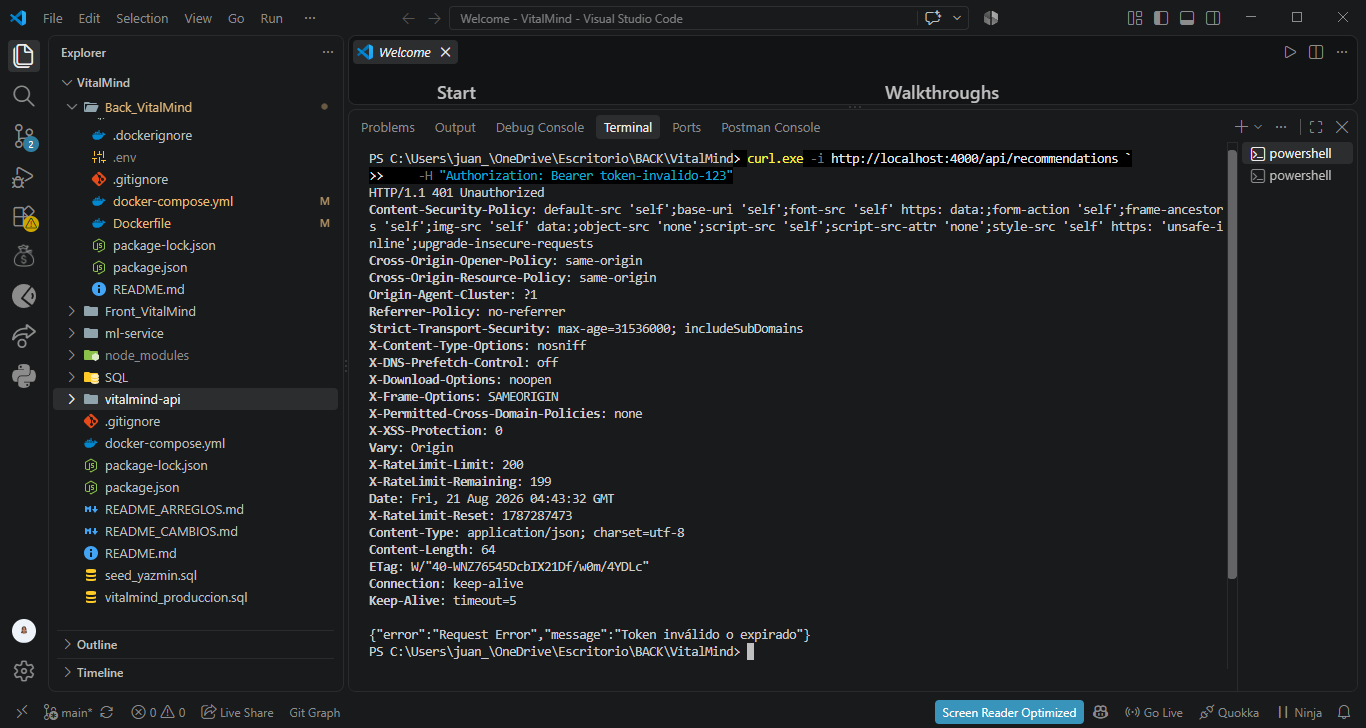 File Edit Selection View Go Run ···
Welcome - VitalMind - Visual Studio Code
Explorer
VitalMind
Back_VitalMind
.dockerignore
.env
.gitignore
docker-compose.yml M
Dockerfile M
package-lock.json
package.json
README.md
Front_VitalMind
ml-service
node_modules
SQL
vitalmind-api
.gitignore
docker-compose.yml
package-lock.json
package.json
README_ARREGLOS.md
README_CAMBIOS.md
README.md
seed_yazmin.sql
vitalmind_produccion.sql
Outline
Timeline
2
Welcome
Start Walkthroughs
Problems Output Debug Console Terminal Ports Postman Console
powershell
powershell
PS C:\Users\juan_\OneDrive\Escritorio\BACK\VitalMind> curl.exe -i http://localhost:4000/api/recommendations `
>> -H "Authorization: Bearer token-invalido-123"
HTTP/1.1 401 Unauthorized
Content-Security-Policy: default-src 'self';base-uri 'self';font-src 'self' https: data:;form-action 'self';frame-ancestor
s 'self';img-src 'self' data:;object-src 'none';script-src 'self';script-src-attr 'none';style-src 'self' https: 'unsafe-i
nline';upgrade-insecure-requests
Cross-Origin-Opener-Policy: same-origin
Cross-Origin-Resource-Policy: same-origin
Origin-Agent-Cluster: ?1
Referrer-Policy: no-referrer
Strict-Transport-Security: max-age=31536000; includeSubDomains
X-Content-Type-Options: nosniff
X-DNS-Prefetch-Control: off
X-Download-Options: noopen
X-Frame-Options: SAMEORIGIN
X-Permitted-Cross-Domain-Policies: none
X-XSS-Protection: 0
Vary: Origin
X-RateLimit-Limit: 200
X-RateLimit-Remaining: 199
Date: Fri, 21 Aug 2026 04:43:32 GMT
X-RateLimit-Reset: 1787287473
Content-Type: application/json; charset=utf-8
Content-Length: 64
ETag: W/"40-WNZ76545DcbIX21Df/w0m/4YDLc"
Connection: keep-alive
Keep-Alive: timeout=5
{"error":"Request Error","message":"Token inválido o expirado"}
PS C:\Users\juan_\OneDrive\Escritorio\BACK\VitalMind>
main* 0 0 Live Share Git Graph Screen Reader Optimized Go Live Quokka Ninja